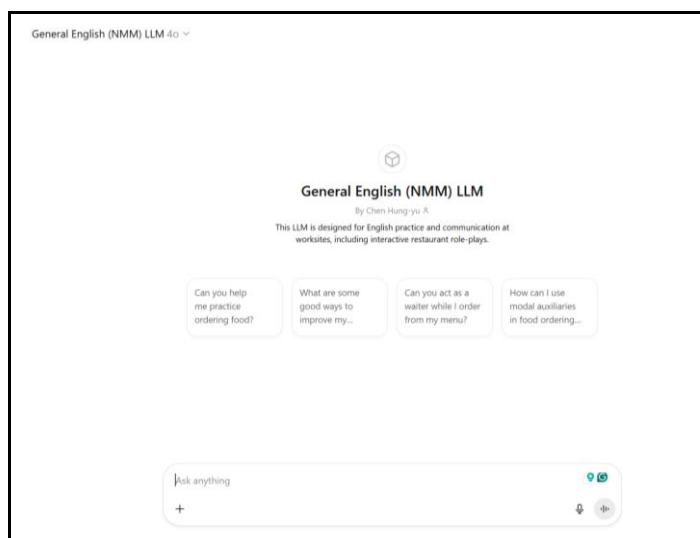 General English (NMM) LLM 4o
General English (NMM) LLM
By Chen Hung-yu
This LLM is designed for English practice and communication at
worksites, including interactive restaurant role-plays.
Can you help
me practice
ordering food?
What are some
good ways to
improve my...
Can you act as a
waiter while I order
from my menu?
How can I use
modal auxiliaries
in food ordering...
Ask anything